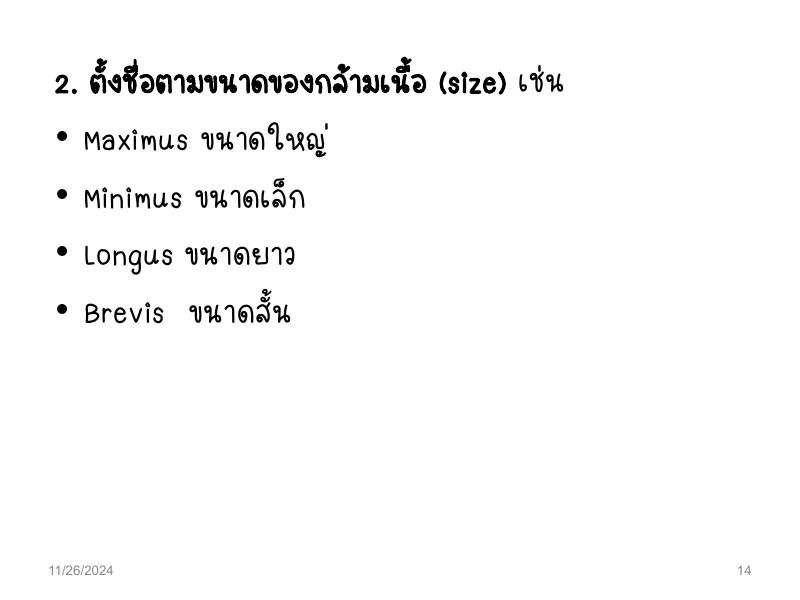 2. ตั้งชื่อตามขนาดของกล้ามเนื้อ (size) เช่น
• Maximus ขนาดใหญ่
• Minimus ขนาดเล็ก
• Longus ขนาดยาว
• Brevis  ขนาดสั้น
11/26/2024
14